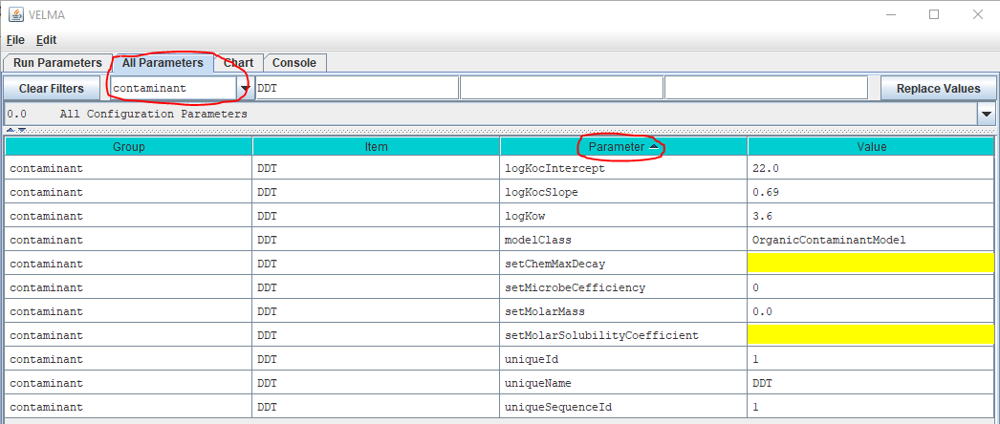 VELMA
File Edit
Run Parameters All Parameters Chart Console
Clear Filters contaminant DDT Replace Values
0.0 All Configuration Parameters
Group Item Parameter Value
contaminant DDT logKocIntercept 22.0
contaminant DDT logKocSlope 0.69
contaminant DDT logKow 3.6
contaminant DDT modelClass OrganicContaminantModel
contaminant DDT setChemMaxDecay
contaminant DDT setMicrobeCefficiency 0
contaminant DDT setMolarMass 0.0
contaminant DDT setMolarSolubilityCoefficient
contaminant DDT uniqueId 1
contaminant DDT uniqueName DDT
contaminant DDT uniqueSequenceId 1